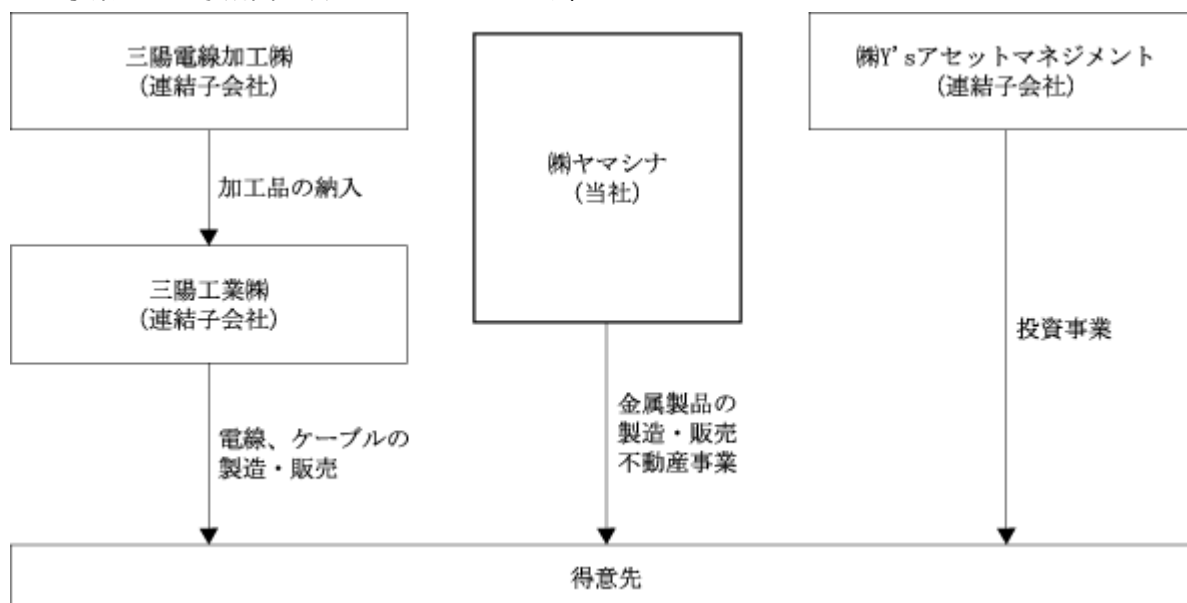 三陽電線加工㈱
(連結子会社)
㈱ヤマシナ
(当社)
㈱Y'sアセットマネジメント
(連結子会社)
加工品の納入
三陽工業㈱
(連結子会社)
投資事業
電線、ケーブルの
製造・販売
金属製品の
製造・販売
不動産事業
得意先